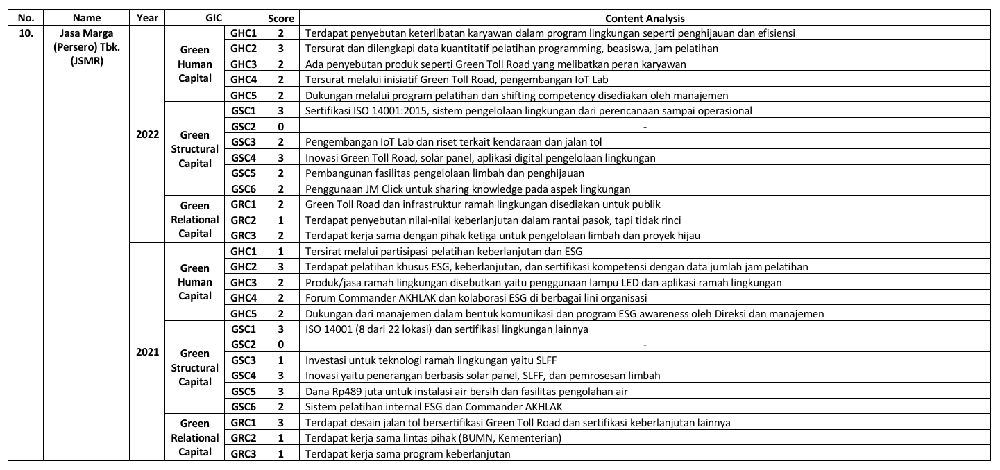 No. Name Year GIC Score Content Analysis
10. Jasa Marga (Persero) Tbk. (JSMR)
2022
Green Human Capital
GHC1 2 Terdapat penyebutan keterlibatan karyawan dalam program lingkungan seperti penghijauan dan efisiensi
GHC2 3 Tersurat dan dilengkapi data kuantitatif pelatihan programming, beasiswa, jam pelatihan
GHC3 2 Ada penyebutan produk seperti Green Toll Road yang melibatkan peran karyawan
GHC4 2 Tersurat melalui inisiatif Green Toll Road, pengembangan IoT Lab
GHC5 2 Dukungan melalui program pelatihan dan shifting competency disediakan oleh manajemen
Green Structural Capital
GSC1 3 Sertifikasi ISO 14001:2015, sistem pengelolaan lingkungan dari perencanaan sampai operasional
GSC2 0 -
GSC3 2 Pengembangan IoT Lab dan riset terkait kendaraan dan jalan tol
GSC4 3 Inovasi Green Toll Road, solar panel, aplikasi digital pengelolaan lingkungan
GSC5 2 Pembangunan fasilitas pengelolaan limbah dan penghijauan
GSC6 2 Penggunaan JM Click untuk sharing knowledge pada aspek lingkungan
Green Relational Capital
GRC1 2 Green Toll Road dan infrastruktur ramah lingkungan disediakan untuk publik
GRC2 1 Terdapat penyebutan nilai-nilai keberlanjutan dalam rantai pasok, tapi tidak rinci
GRC3 2 Terdapat kerja sama dengan pihak ketiga untuk pengelolaan limbah dan proyek hijau
2021
Green Human Capital
GHC1 1 Tersirat melalui partisipasi pelatihan keberlanjutan dan ESG
GHC2 3 Terdapat pelatihan khusus ESG, keberlanjutan, dan sertifikasi kompetensi dengan data jumlah jam pelatihan
GHC3 2 Produk/jasa ramah lingkungan disebutkan yaitu penggunaan lampu LED dan aplikasi ramah lingkungan
GHC4 2 Forum Commander AKHLAK dan kolaborasi ESG di berbagai lini organisasi
GHC5 2 Dukungan dari manajemen dalam bentuk komunikasi dan program ESG awareness oleh Direksi dan manajemen
Green Structural Capital
GSC1 3 ISO 14001 (8 dari 22 lokasi) dan sertifikasi lingkungan lainnya
GSC2 0 -
GSC3 1 Investasi untuk teknologi ramah lingkungan yaitu SLFF
GSC4 3 Inovasi yaitu penerangan berbasis solar panel, SLFF, dan pemrosesan limbah
GSC5 3 Dana Rp489 juta untuk instalasi air bersih dan fasilitas pengolahan air
GSC6 2 Sistem pelatihan internal ESG dan Commander AKHLAK
Green Relational Capital
GRC1 3 Terdapat desain jalan tol bersertifikasi Green Toll Road dan sertifikasi keberlanjutan lainnya
GRC2 1 Terdapat kerja sama lintas pihak (BUMN, Kementerian)
GRC3 1 Terdapat kerja sama program keberlanjutan